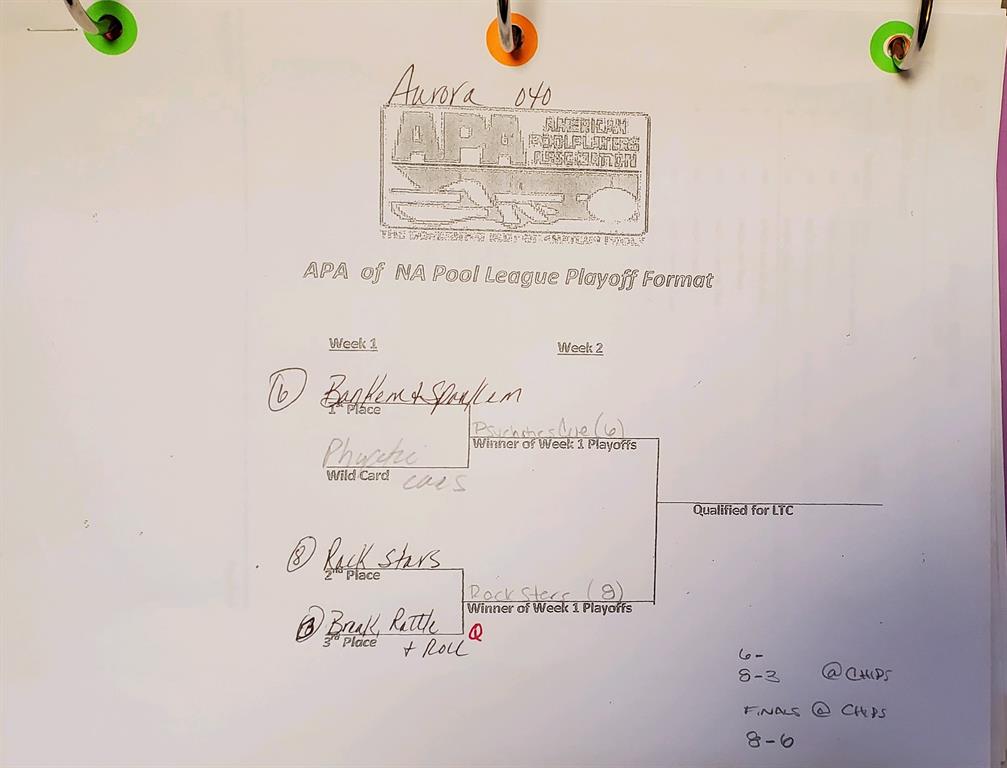 Aurora 040
APA AMERICAN
POOLPLAYERS
ASSOCIATION
APA of NA Pool League Playoff Format
Week 1 Week 2
6 Bankem & Spankem
1st Place
Winner of Week 1 Playoffs
Wild Card
Qualified for LTC
8 Rock Stars
2nd Place
Rock Stars (8)
Winner of Week 1 Playoffs
Break, Rattle
3rd Place
+ Roll
Q
6-
8-3 @ CHIPS
FINALS @ CHIPS
8-6